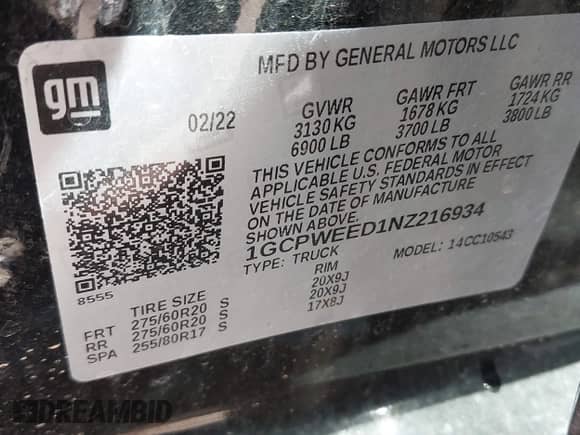 MFD BY GENERAL MOTORS LLC
gm
02/22
GVWR
3130 KG
6900 LB
GAWR FRT
1678 KG
3700 LB
GAWR RR
1724 KG
3800 LB
THIS VEHICLE CONFORMS TO ALL
APPLICABLE U.S. FEDERAL MOTOR
VEHICLE SAFETY STANDARDS IN EFFECT
ON THE DATE OF MANUFACTURE
SHOWN ABOVE.
1GCPWEED1NZ216934
TYPE: TRUCK
MODEL: 14CC10543
8555
TIRE SIZE
RIM
FRT 275/60R20 S 20X9J
RR 275/60R20 S 20X9J
SPA 255/80R17 S 17X8J
DREAMBID